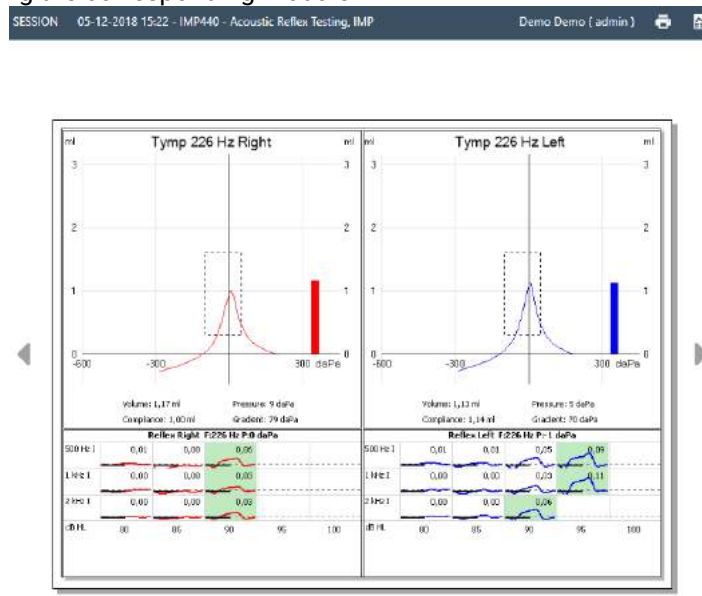 SESSION 05-12-2018 15:22 - IMP440 - Acoustic Reflex Testing, IMP Demo Demo ( admin )
ml Tymp 226 Hz Right ml
3 3
2 2
1 1
0 0
-600 -300 300 daPa
Volume: 1,17 ml Pressure: 9 daPa
Compliance: 1,00 ml Gradient: 79 daPa
Reflex Right F:226 Hz P:0 daPa
500 Hz I 0,01 0,00 0,05
1 kHz I 0,00 0,00 0,03
2 kHz I 0,00 0,00 0,03
dB HL 80 85 90 95 100
ml Tymp 226 Hz Left ml
3 3
2 2
1 1
0 0
-600 -300 300 daPa
Volume: 1,13 ml Pressure: 5 daPa
Compliance: 1,14 ml Gradient: 70 daPa
Reflex Left F:226 Hz P:-1 daPa
500 Hz I 0,01 0,01 0,05 0,09
1 kHz I 0,00 0,00 0,03 0,11
2 kHz I 0,00 0,00 0,06
dB HL 80 85 90 95 100